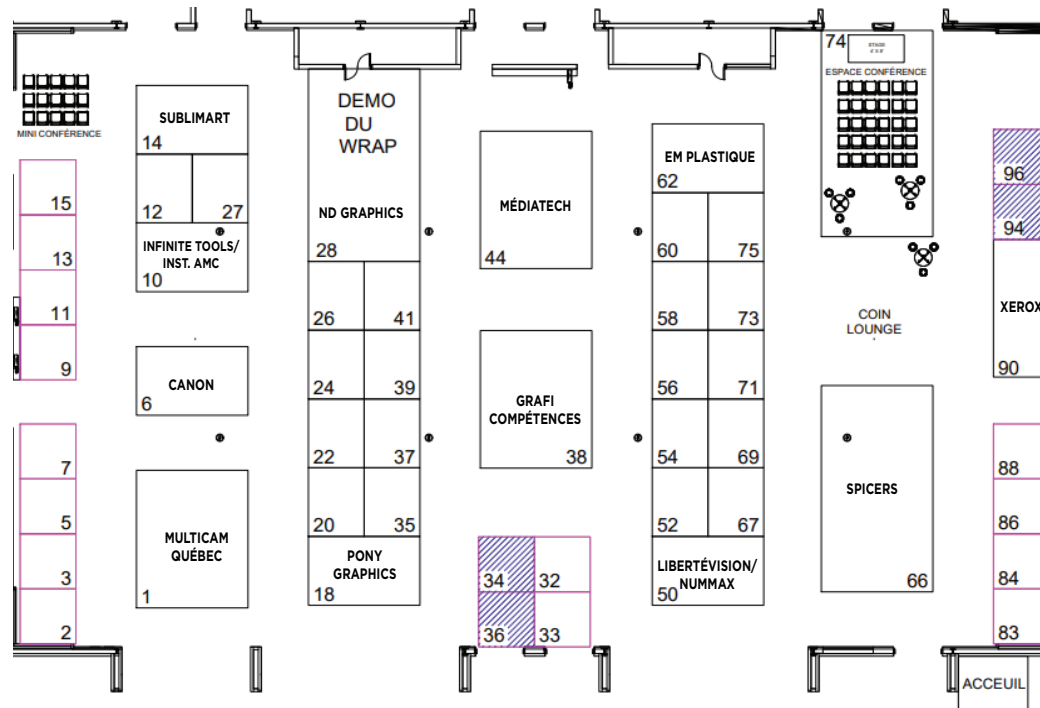 MINI CONFÉRENCE
15
13
11
9
7
5
3
2
SUBLIMART
14
12
27
INFINITE TOOLS/
INST. AMC
10
CANON
6
MULTICAM
QUÉBEC
1
DEMO
DU
WRAP
ND GRAPHICS
28
26
41
24
39
22
37
20
35
PONY
GRAPHICS
18
MÉDIATECH
44
GRAFI
COMPÉTENCES
38
34
32
36
33
EM PLASTIQUE
62
60
75
58
73
56
71
54
69
52
67
LIBERTÉVISION/
NUMMAX
50
74
STAGE
4' X 8'
ESPACE CONFÉRENCE
COIN
LOUNGE
SPICERS
66
96
94
XEROX
90
88
86
84
83
ACCEUIL